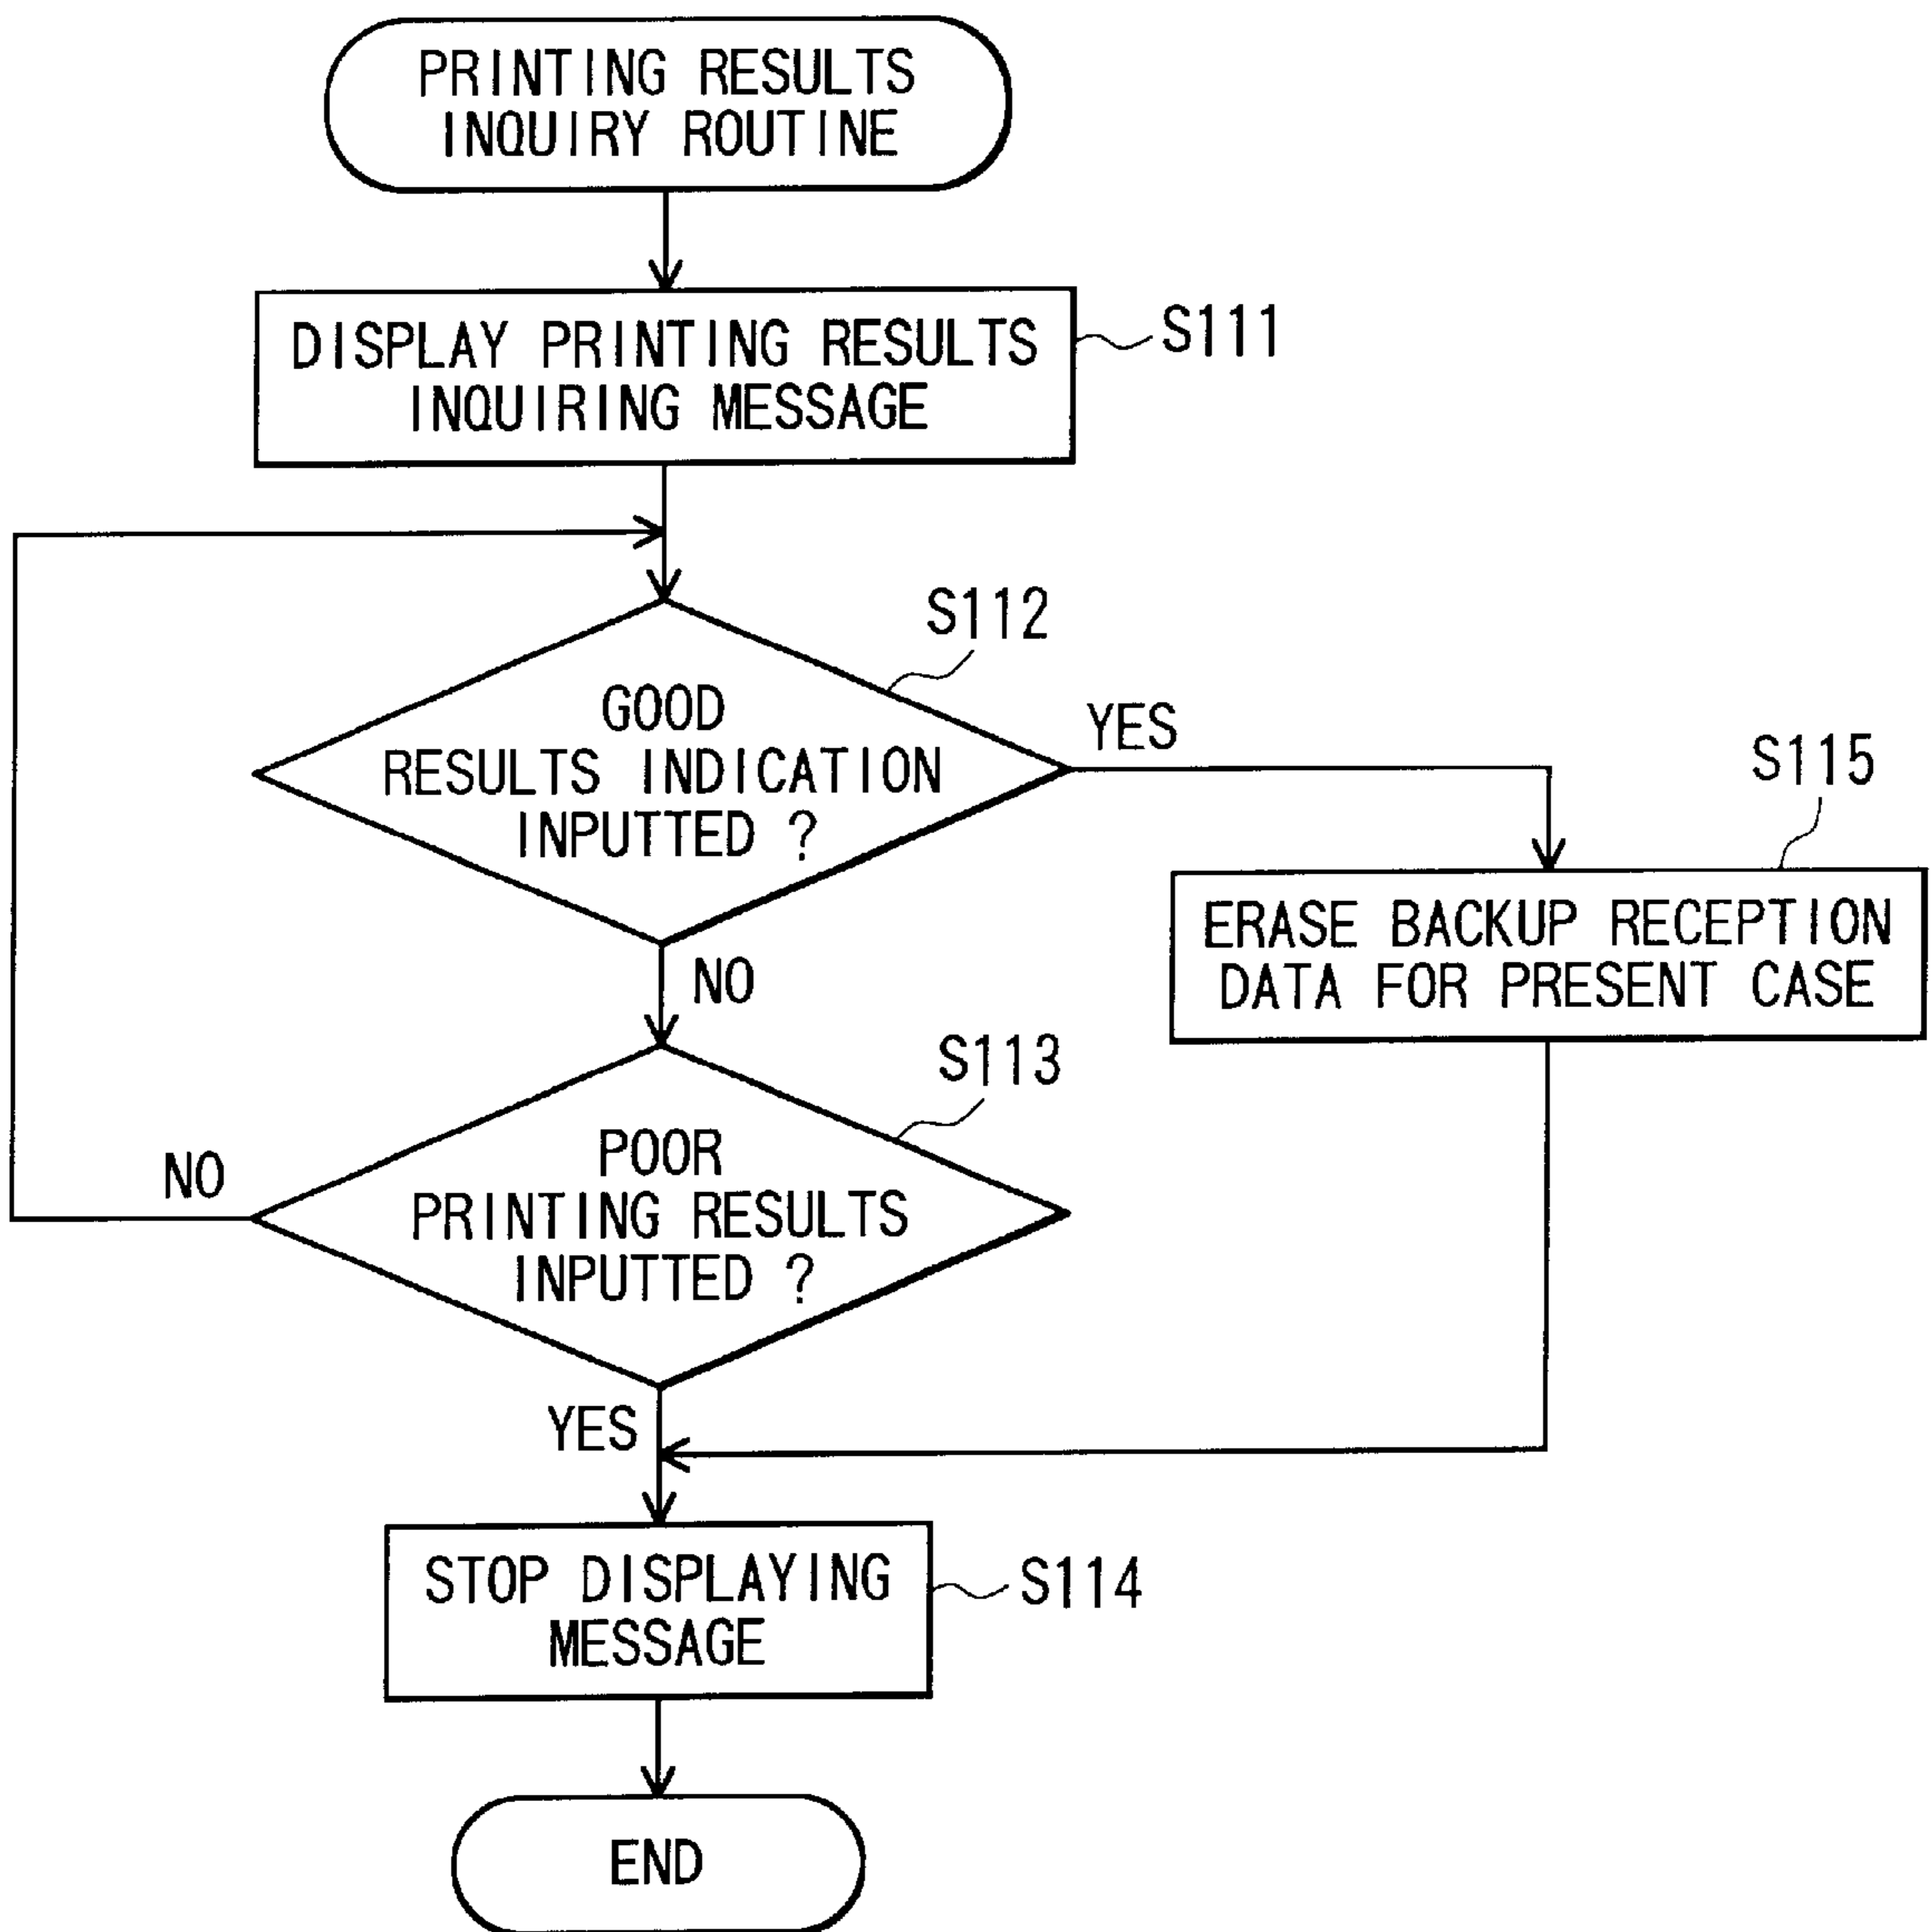 PRINTING RESULTS
INQUIRY ROUTINE
DISPLAY PRINTING RESULTS
INQUIRING MESSAGE
S111
S112
GOOD
RESULTS INDICATION
INPUTTED ?
YES
S115
ERASE BACKUP RECEPTION
DATA FOR PRESENT CASE
NO
S113
POOR
PRINTING RESULTS
INPUTTED ?
NO
YES
STOP DISPLAYING
MESSAGE
S114
END